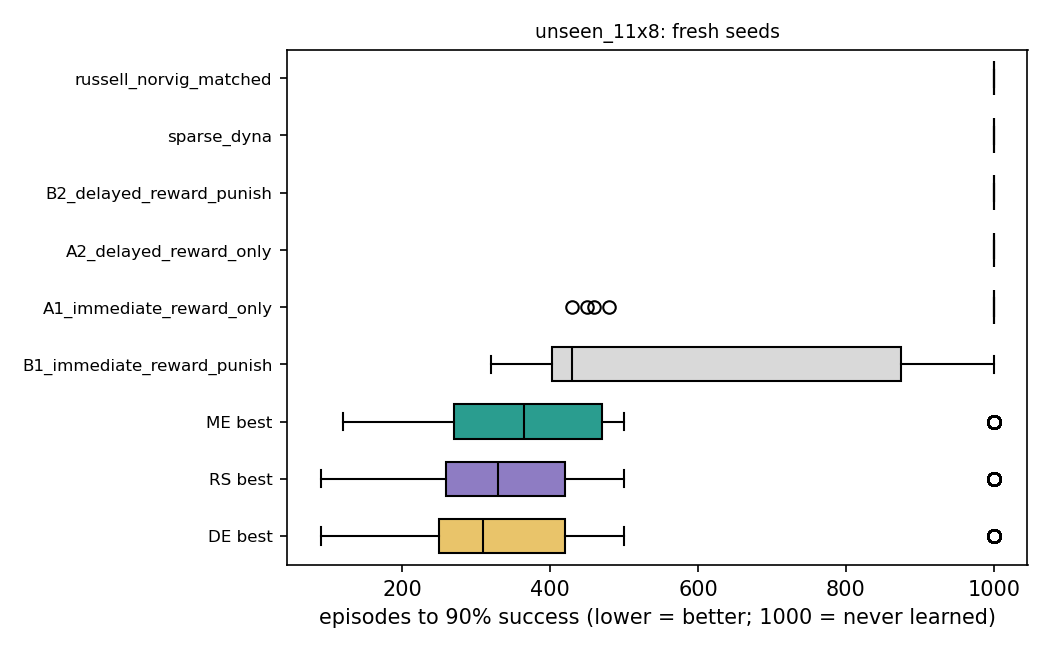 unseen_11x8: fresh seeds
russell_norvig_matched
sparse_dyna
B2_delayed_reward_punish
A2_delayed_reward_only
A1_immediate_reward_only
B1_immediate_reward_punish
ME best
RS best
DE best
200 400 600 800 1000
episodes to 90% success (lower = better; 1000 = never learned)